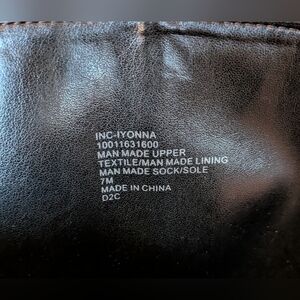 INC-IYONNA
10011631600
MAN MADE UPPER
TEXTILE/MAN MADE LINING
MAN MADE SOCK/SOLE
7M
MADE IN CHINA
D2C